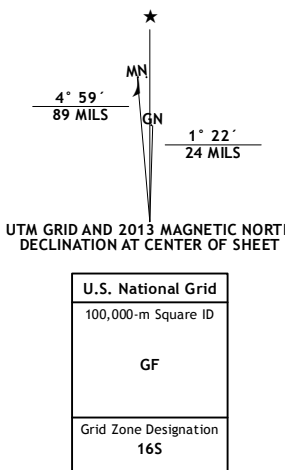 ★
MN
4° 59´
89 MILS
GN
1° 22´
24 MILS
UTM GRID AND 2013 MAGNETIC NORTH
DECLINATION AT CENTER OF SHEET
U.S. National Grid
100,000-m Square ID
GF
Grid Zone Designation
16S